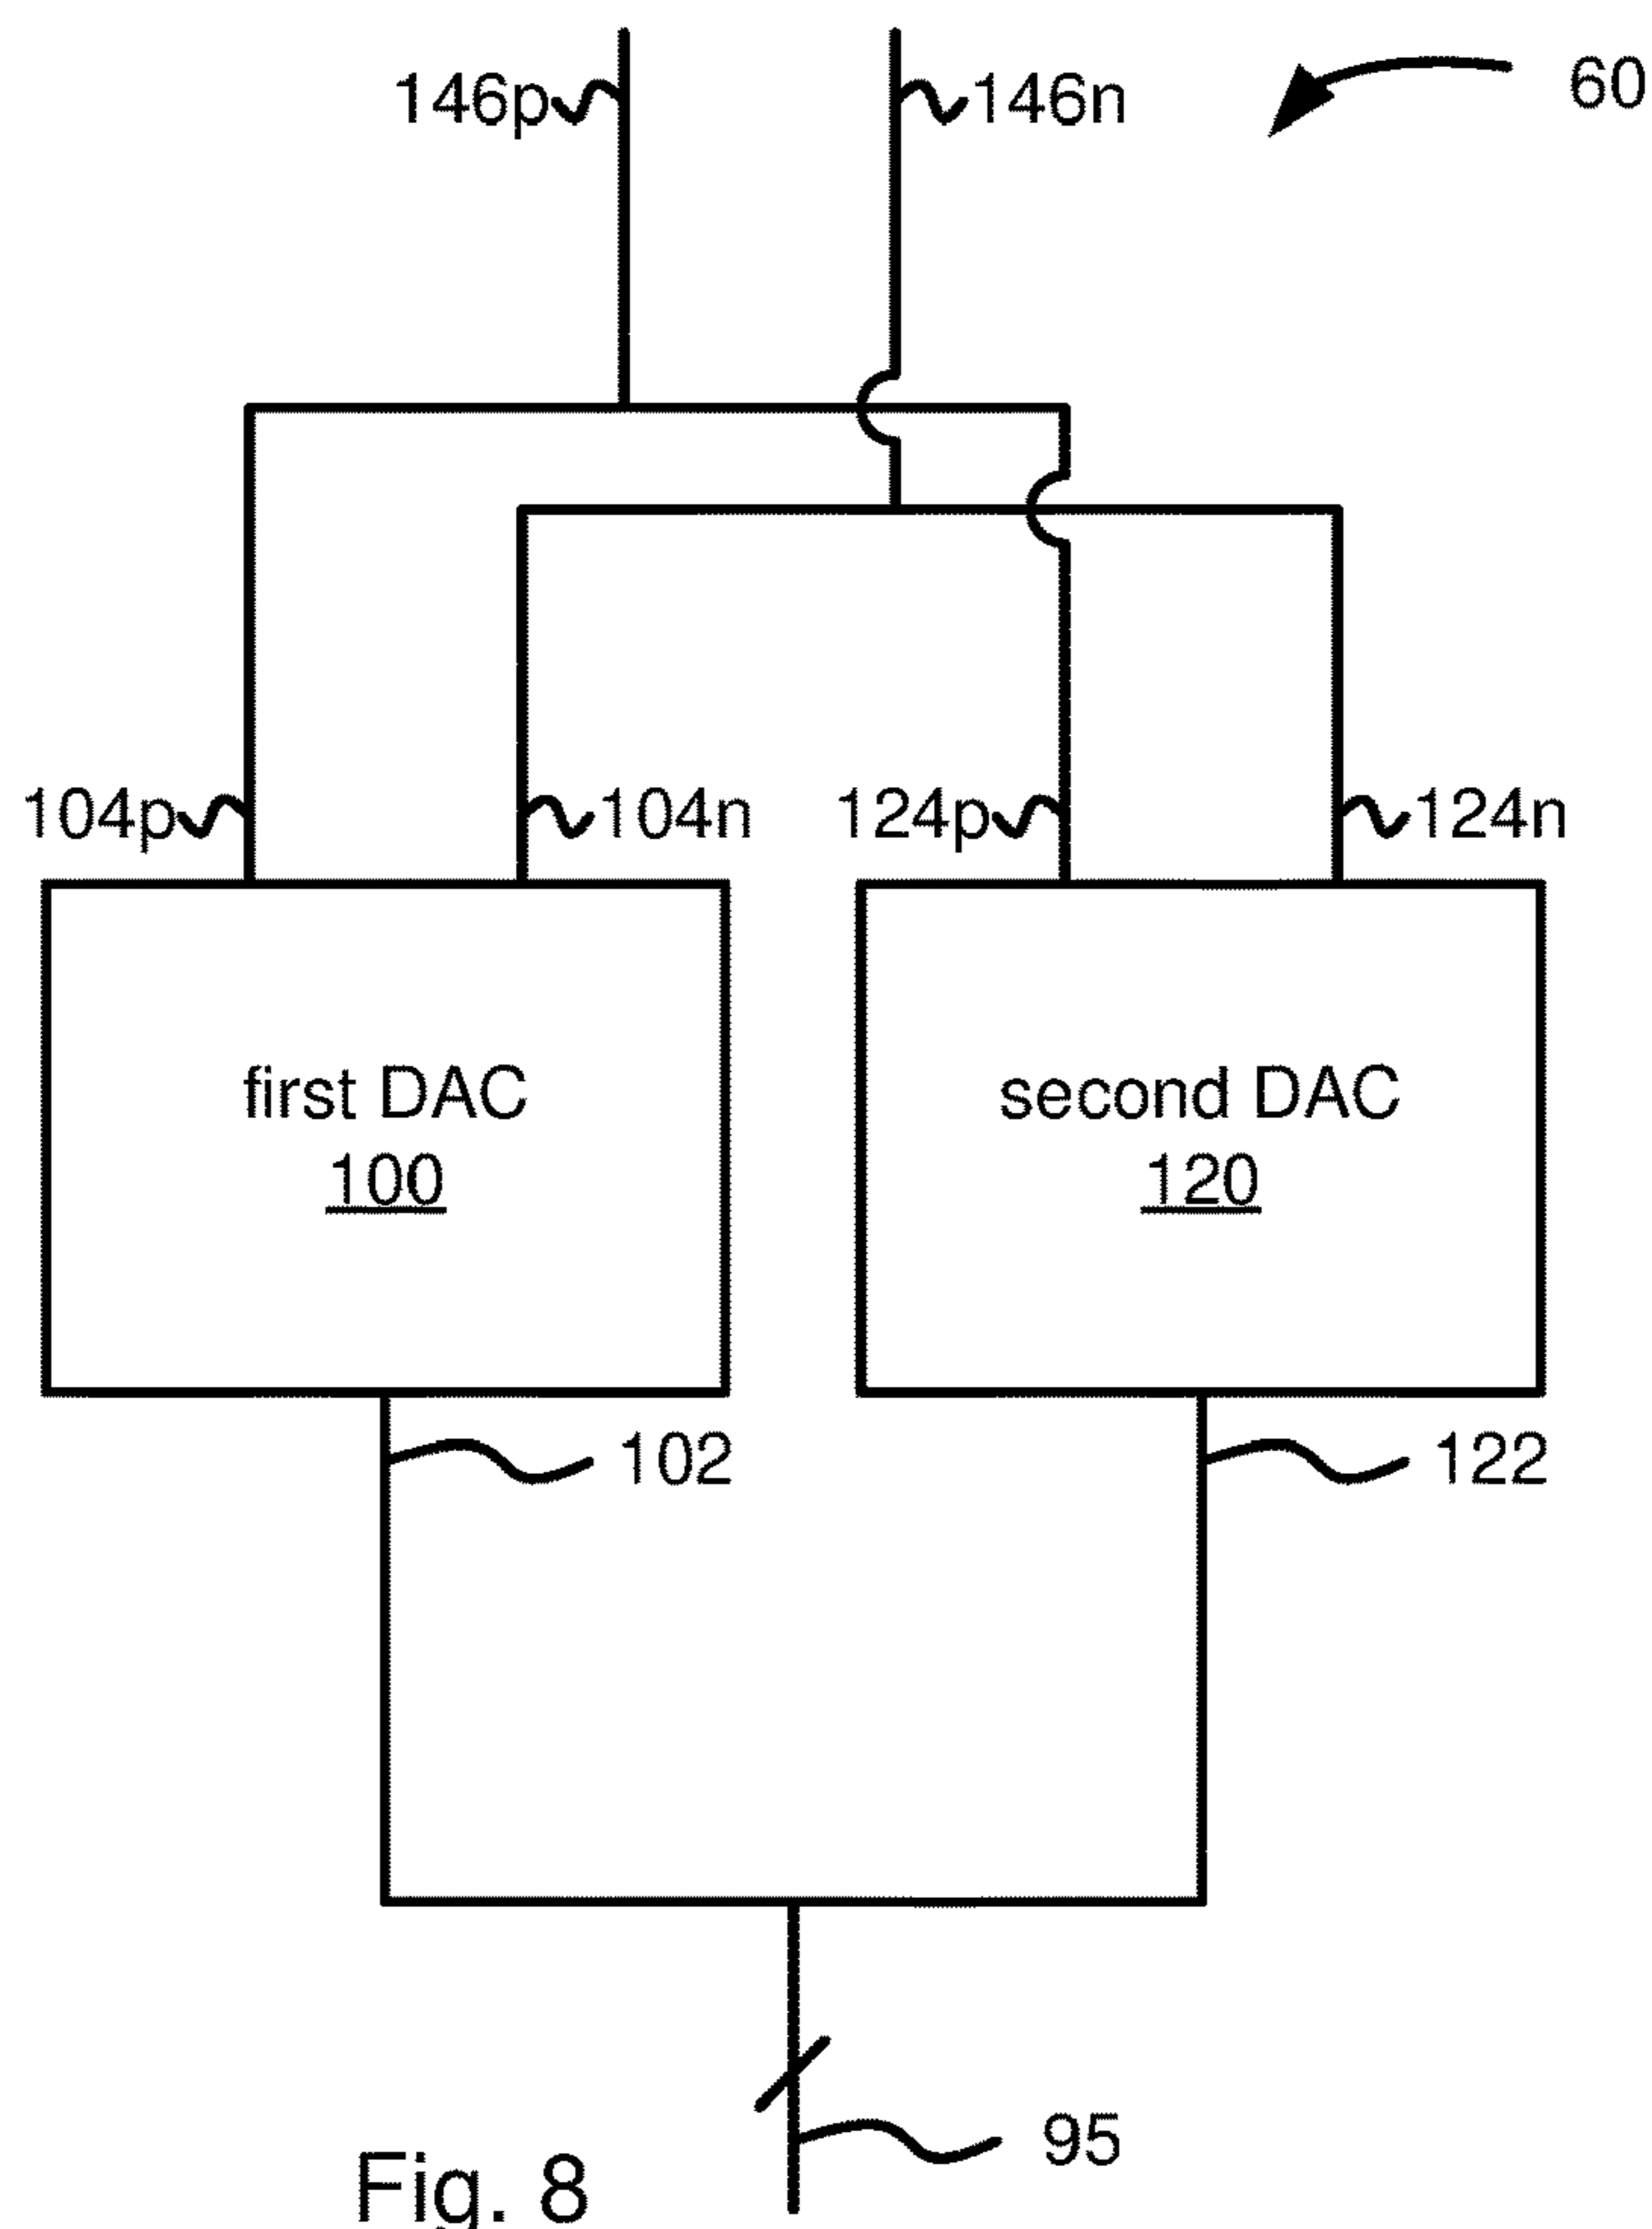 146p
146n
60
104p
104n
124p
124n
first DAC
100
second DAC
120
102
122
95
Fig. 8